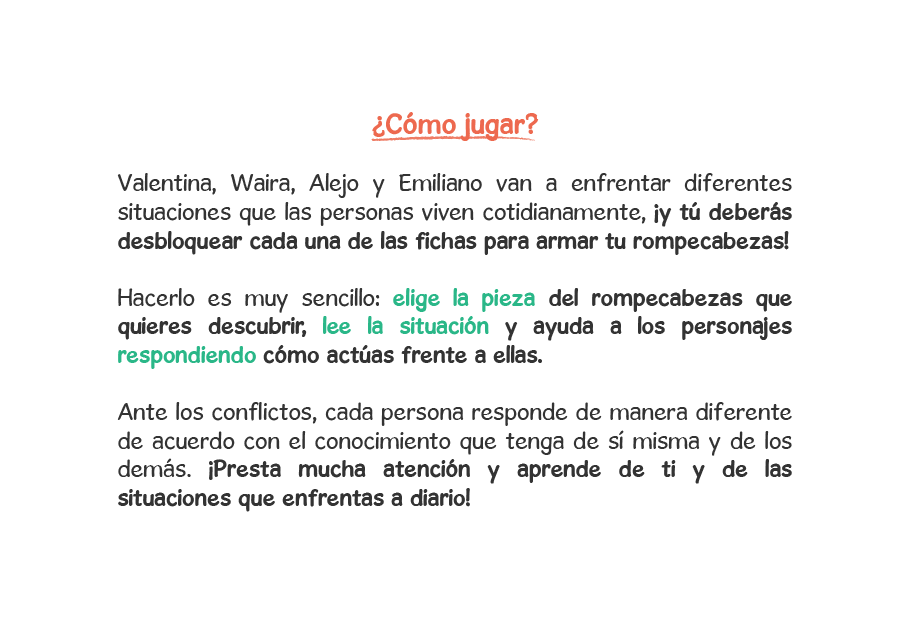 ¿Cómo jugar?
Valentina, Waira, Alejo y Emiliano van a enfrentar diferentes
situaciones que las personas viven cotidianamente, ¡y tú deberás
desbloquear cada una de las fichas para armar tu rompecabezas!
Hacerlo es muy sencillo: elige la pieza del rompecabezas que
quieres descubrir, lee la situación y ayuda a los personajes
respondiendo cómo actúas frente a ellas.
Ante los conflictos, cada persona responde de manera diferente
de acuerdo con el conocimiento que tenga de sí misma y de los
demás. ¡Presta mucha atención y aprende de ti y de las
situaciones que enfrentas a diario!